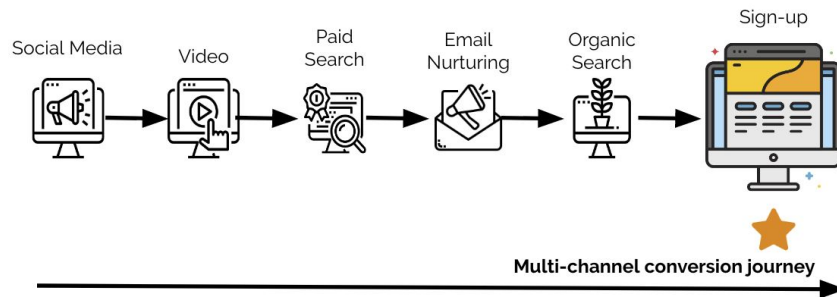 Social Media
Video
Paid
Search
Email
Nurturing
Organic
Search
Sign-up
Multi-channel conversion journey